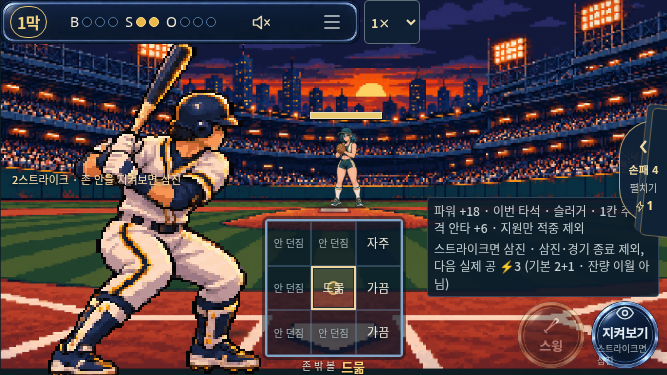 1막 B S O 1×
손패 4
펼치기
⚡1
2스트라이크 · 존 안을 지켜보면 삼진
파워 +18 · 이번 타석 · 슬러거 · 1칸
격 안타 +6 · 지원만 적중 제외
스트라이크면 삼진 · 삼진·경기 종료 제외,
다음 실제 공 ⚡3 (기본 2+1 · 잔량 이월 아
님)
안 던짐 안 던짐 자주
안 던짐 드묾 가끔
안 던짐 안 던짐 가끔
존 밖 볼 드묾
스윙
지켜보기
스트라이크면